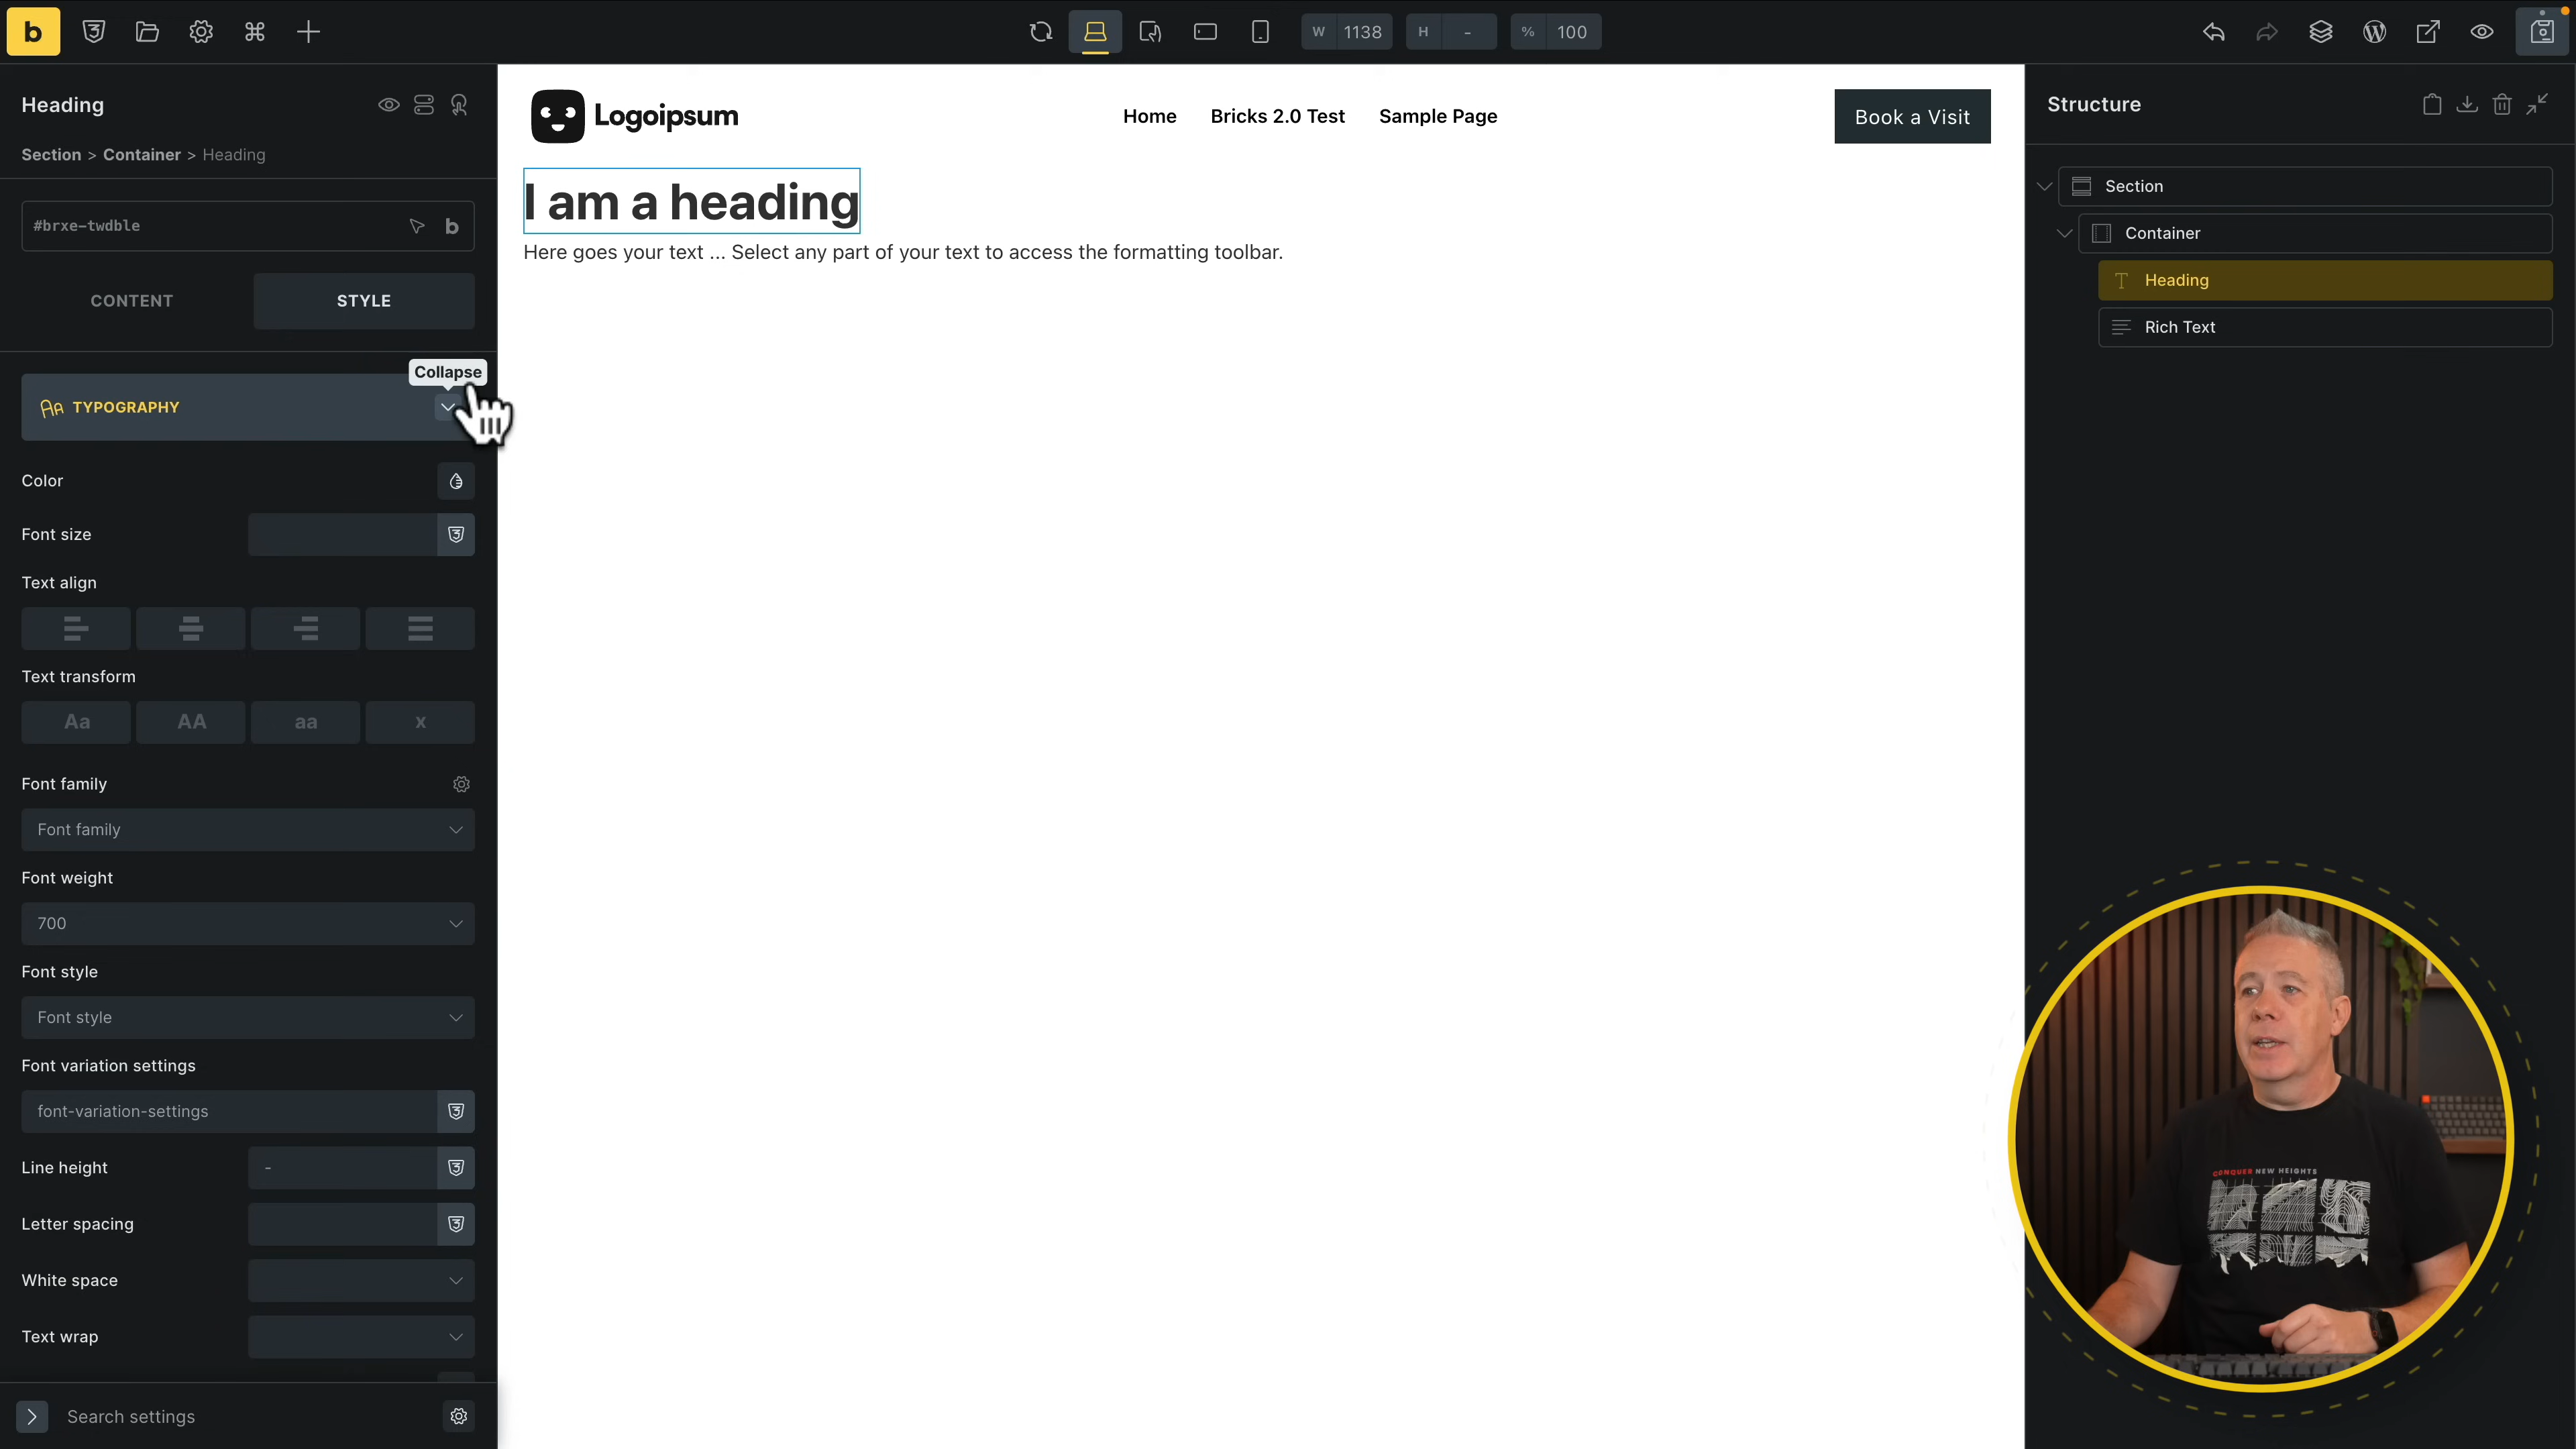 b
W 1138 H - % 100
Heading
Section > Container > Heading
#brxe-twdble
b
CONTENT
STYLE
Collapse
TYPOGRAPHY
Color
Font size
Text align
Text transform
Aa AA aa x
Font family
Font family
Font weight
700
Font style
Font style
Font variation settings
font-variation-settings
Line height
-
Letter spacing
White space
Text wrap
Search settings
Logoipsum
Home
Bricks 2.0 Test
Sample Page
Book a Visit
I am a heading
Here goes your text ... Select any part of your text to access the formatting toolbar.
Structure
Section
Container
Heading
Rich Text
CONQUER NEW HEIGHTS